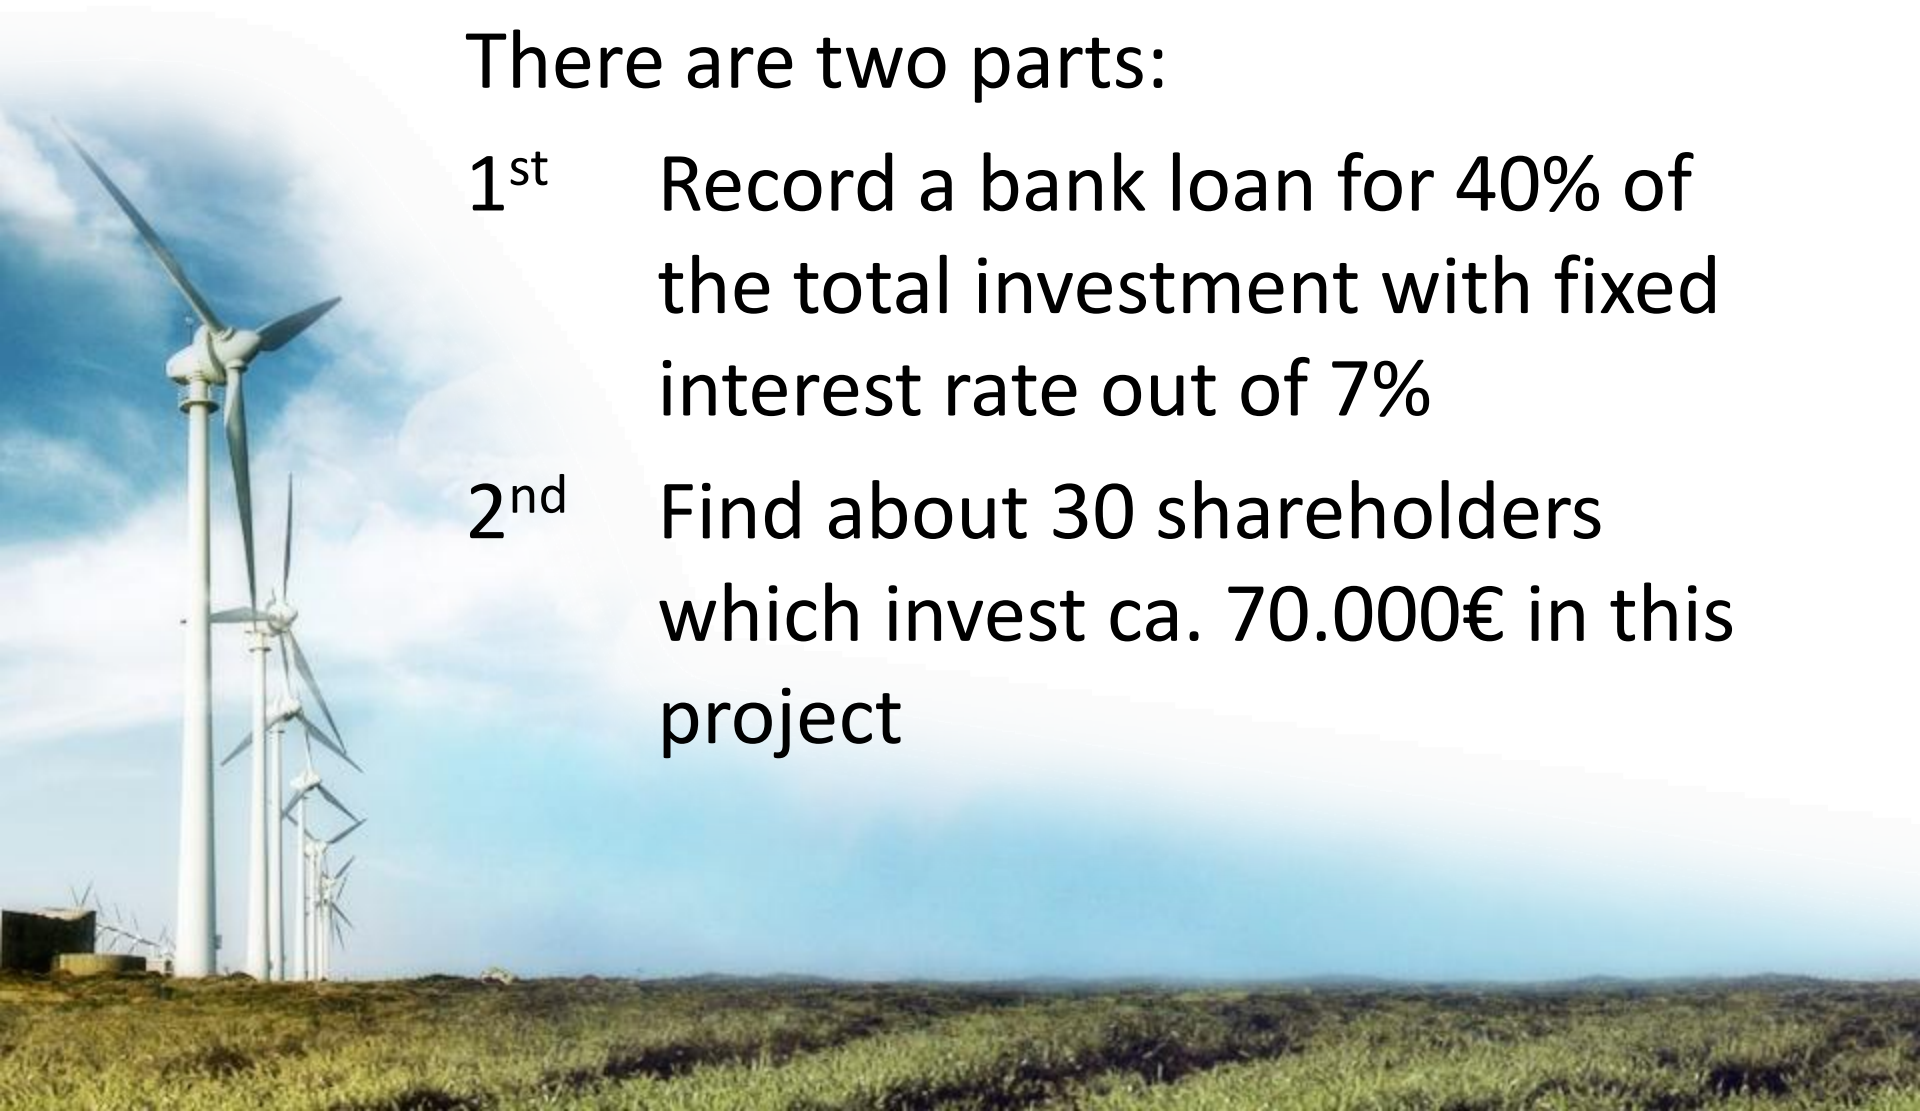 There are two parts:
1st Record a bank loan for 40% of
the total investment with fixed
interest rate out of 7%
2nd Find about 30 shareholders
which invest ca. 70.000€ in this
project